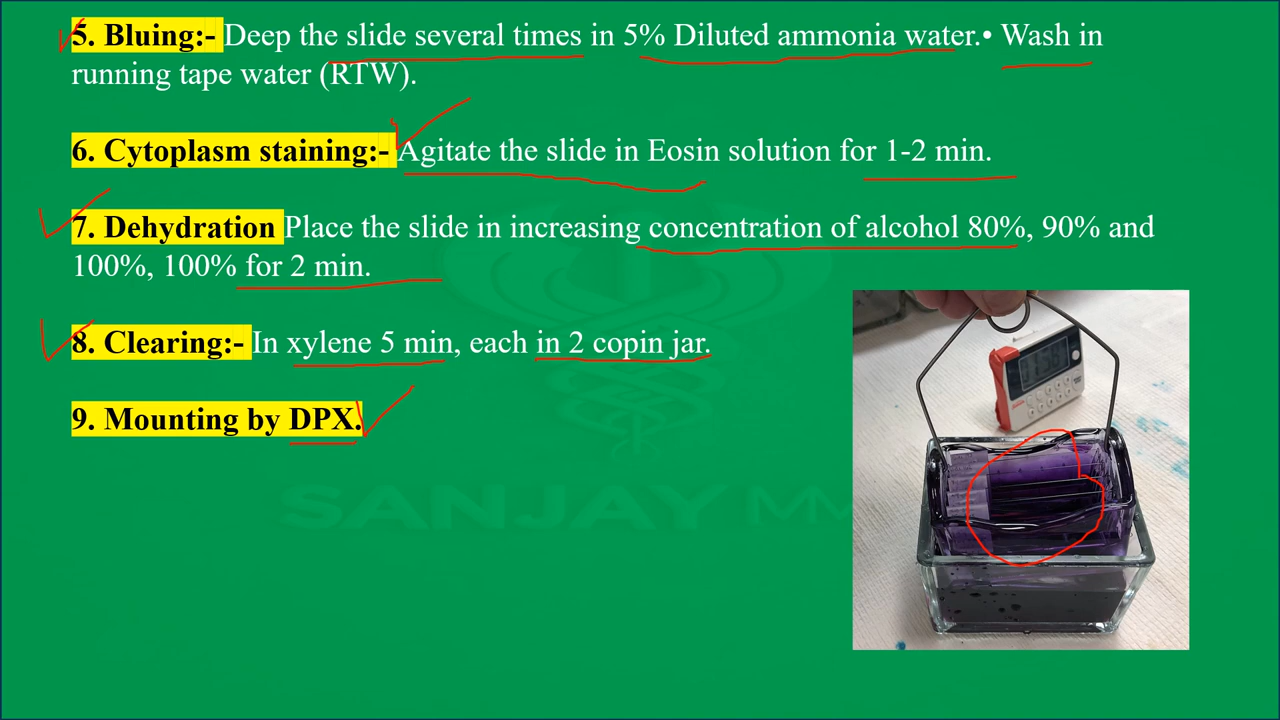 5. Bluing:- Deep the slide several times in 5% Diluted ammonia water.• Wash in
running tape water (RTW).
6. Cytoplasm staining:- Agitate the slide in Eosin solution for 1-2 min.
7. Dehydration Place the slide in increasing concentration of alcohol 80%, 90% and
100%, 100% for 2 min.
8. Clearing:- In xylene 5 min, each in 2 copin jar.
9. Mounting by DPX.
SANJAY MM